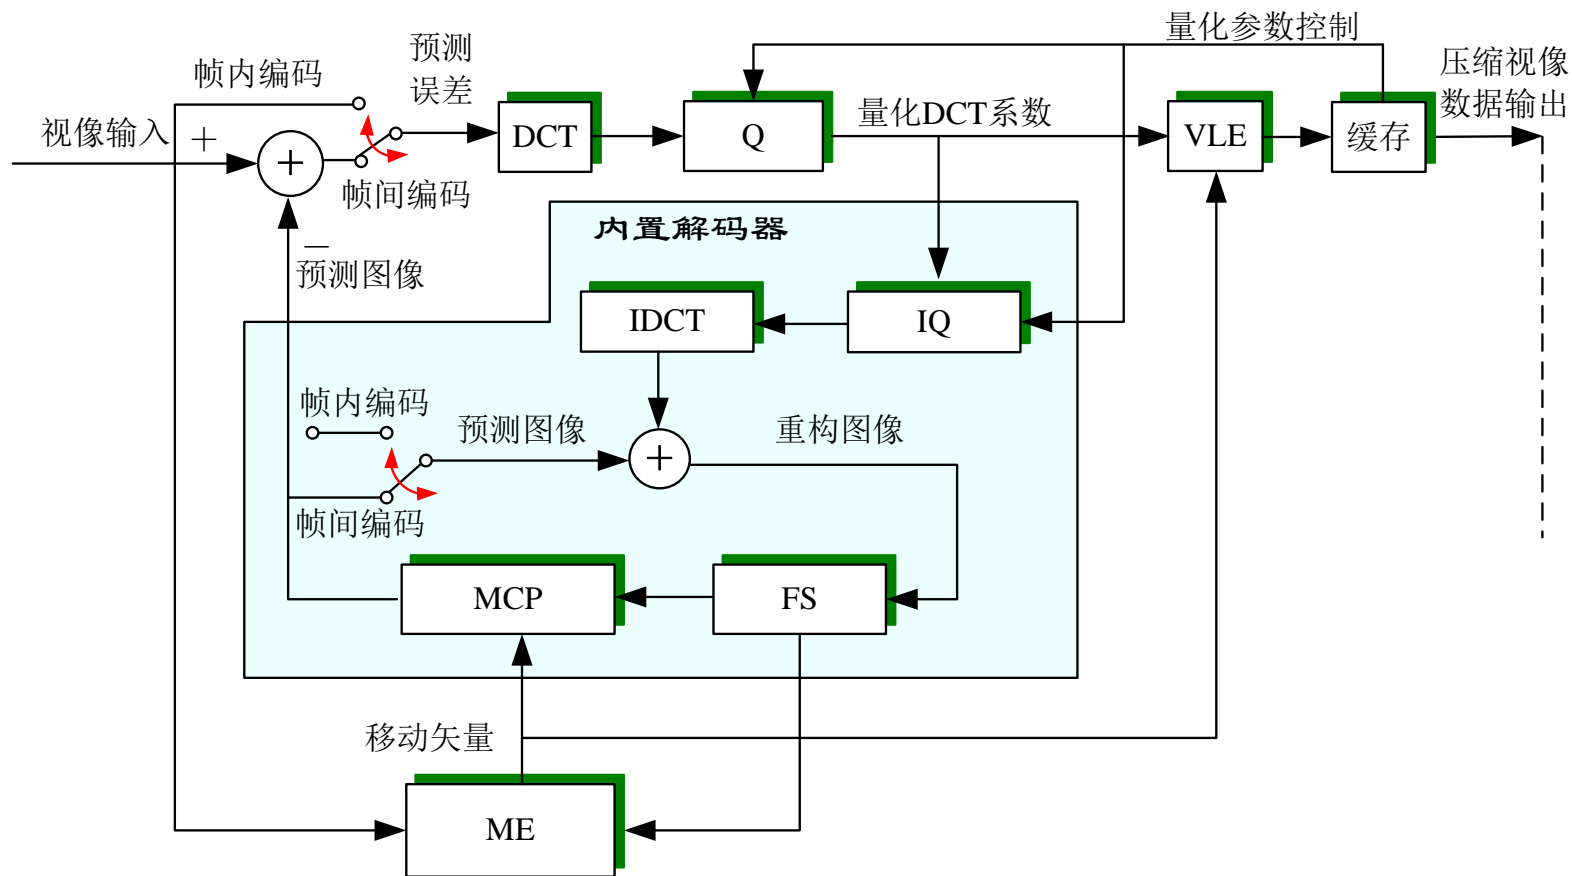 量化参数控制
预测
误差
帧内编码
压缩视像
数据输出
视像输入
+
DCT
Q
量化DCT系数
VLE
缓存
+
帧间编码
内置解码器
—
预测图像
IDCT
IQ
帧内编码
预测图像
+
重构图像
帧间编码
MCP
FS
移动矢量
ME